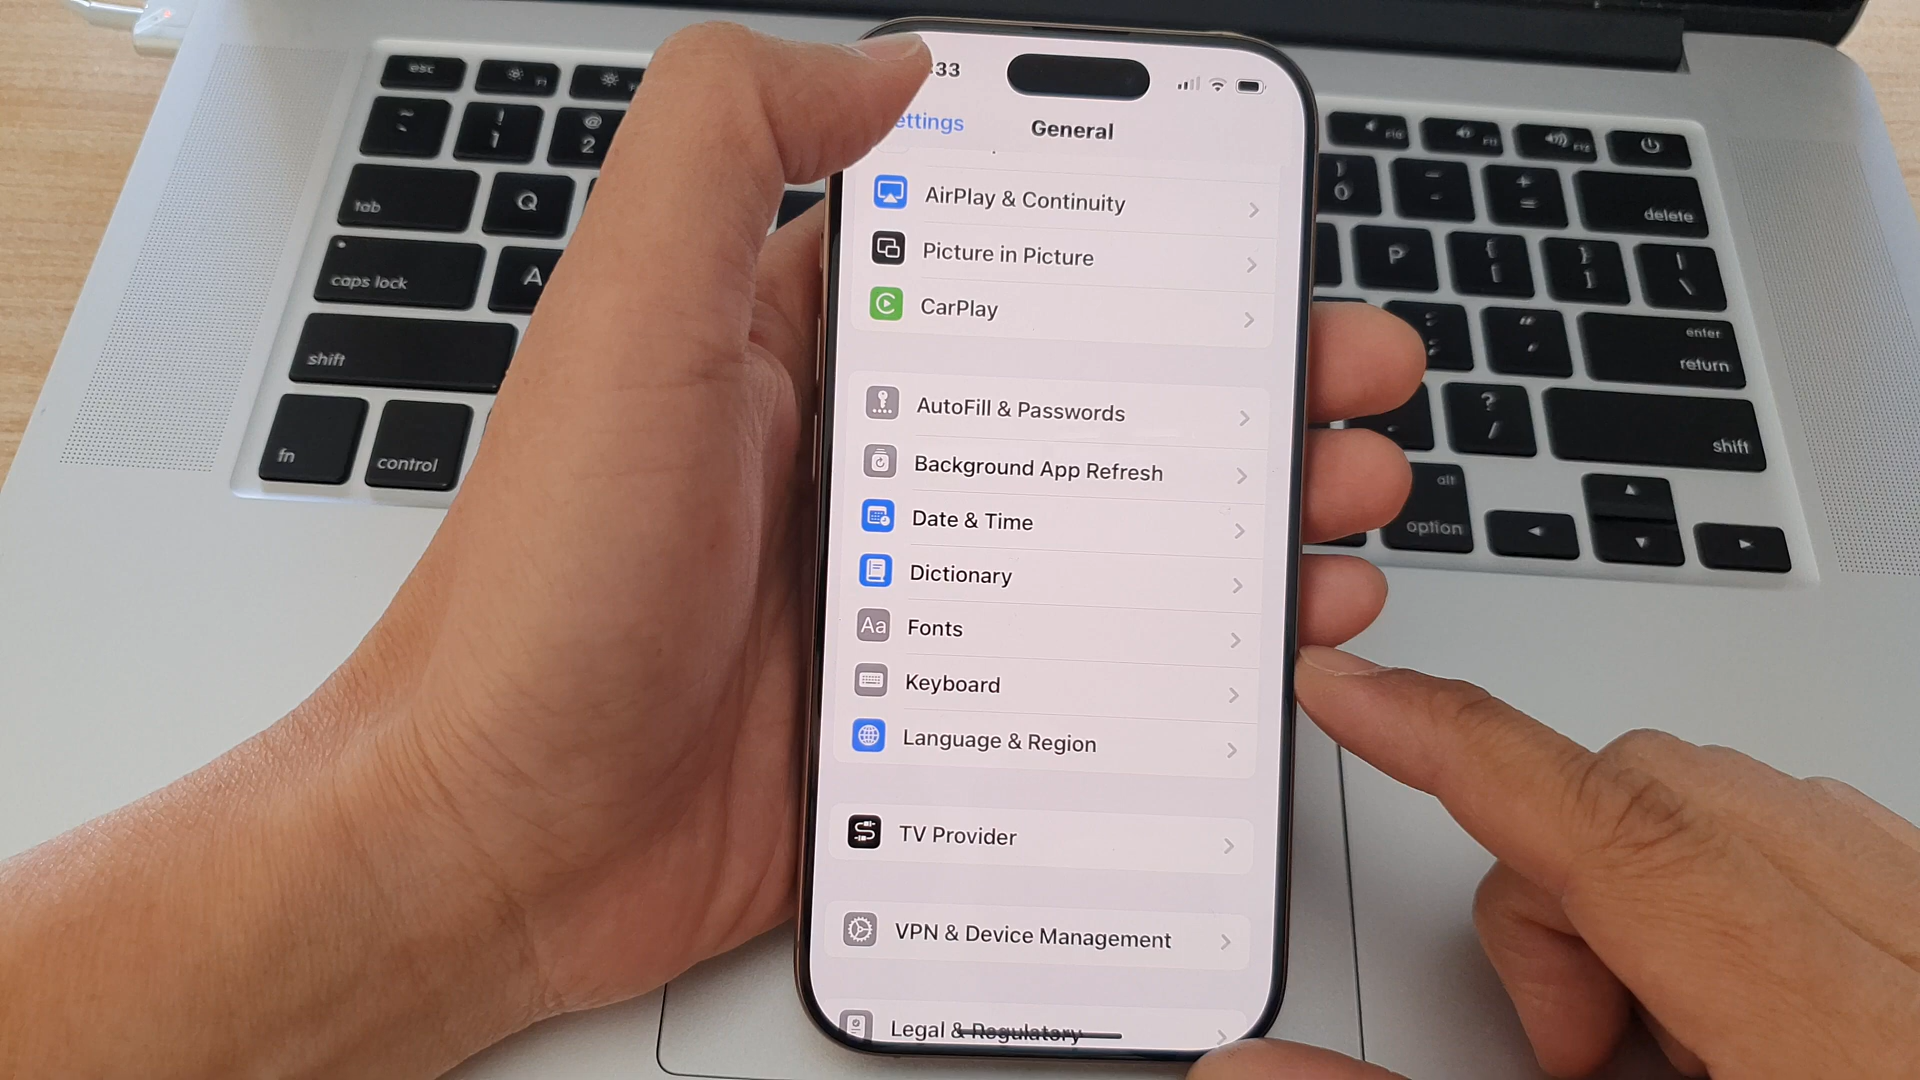 :33
ettings
General
AirPlay & Continuity
Picture in Picture
CarPlay
AutoFill & Passwords
Background App Refresh
Date & Time
Dictionary
Aa Fonts
Keyboard
Language & Region
TV Provider
VPN & Device Management
Legal & Regulatory
esc
! 1
@ 2
tab
Q
caps lock
A
shift
fn
control
) 0
- -
+ =
delete
P
{ [
} ]
| \
: ;
" '
enter
return
? /
shift
alt
option